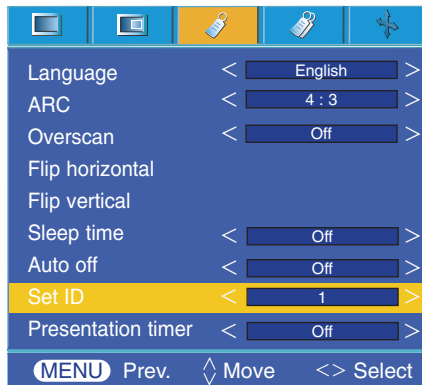 Language < English >
ARC < 4 : 3 >
Overscan < Off >
Flip horizontal
Flip vertical
Sleep time < Off >
Auto off < Off >
Set ID < 1 >
Presentation timer < Off >
MENU Prev. Move <> Select